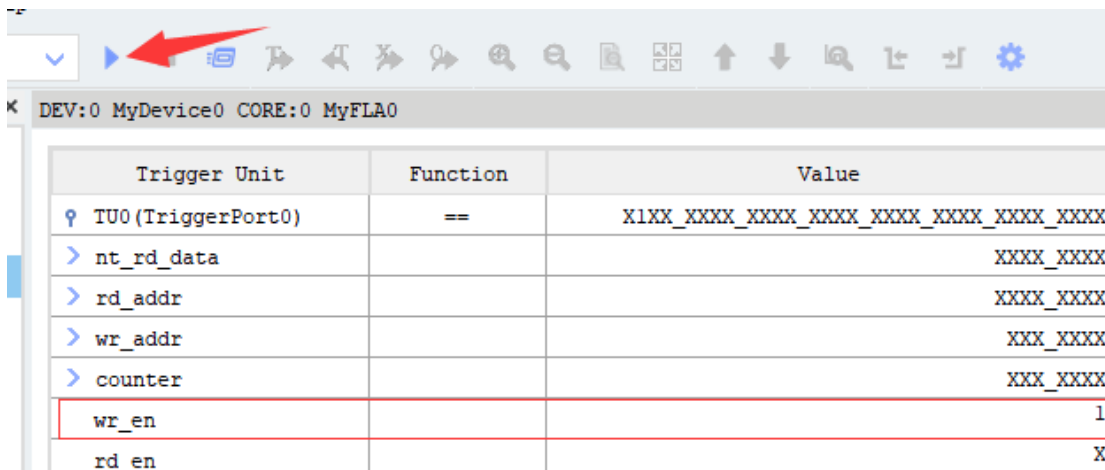 DEV:0 MyDevice0 CORE:0 MyFLA0
Trigger Unit Function Value
TU0(TriggerPort0) == X1XX_XXXX_XXXX_XXXX_XXXX_XXXX_XXXX_XXXX
nt_rd_data XXXX_XXXX
rd_addr XXXX_XXXX
wr_addr XXX_XXXX
counter XXX_XXXX
wr_en 1
rd_en X